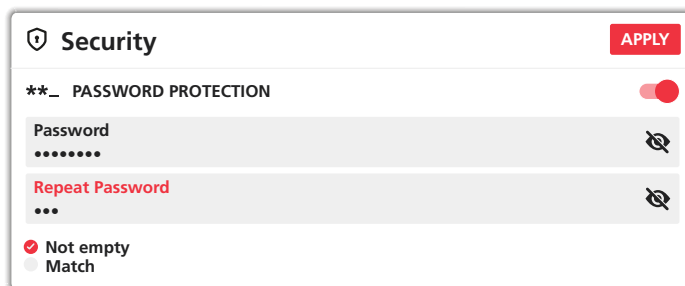 Security
APPLY
**_ PASSWORD PROTECTION
Password
••••••••
Repeat Password
•••
Not empty
Match